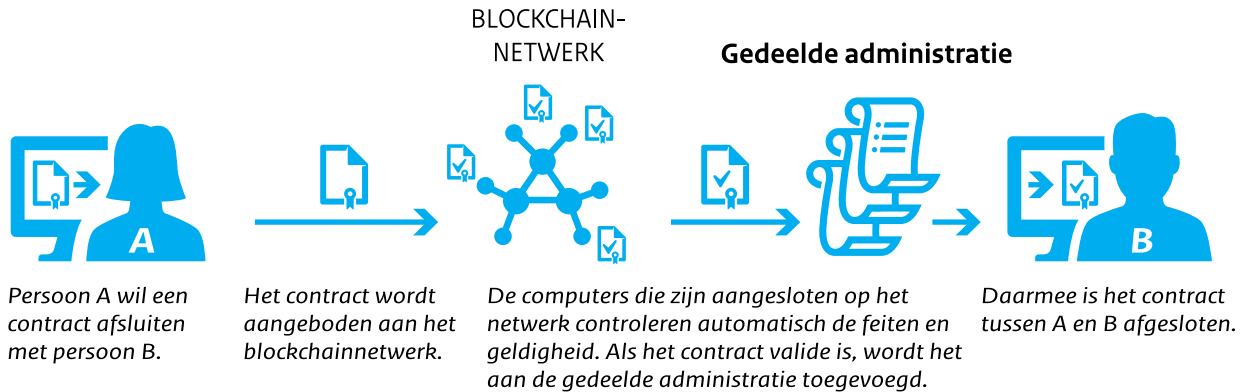 BLOCKCHAIN-
NETWERK
Gedeelde administratie
A
B
Persoon A wil een
contract afsluiten
met persoon B.
Het contract wordt
aangeboden aan het
blockchainnetwerk.
De computers die zijn aangesloten op het
netwerk controleren automatisch de feiten en
geldigheid. Als het contract valide is, wordt het
aan de gedeelde administratie toegevoegd.
Daarmee is het contract
tussen A en B afgesloten.